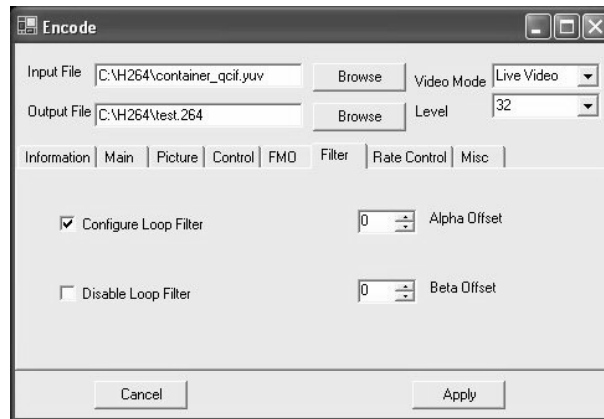 Encode
Input File C:\H264\container_qcif.yuv Browse Video Mode Live Video
Output File C:\H264\test.264 Browse Level 32
Information Main Picture Control FMO Filter Rate Control Misc
Configure Loop Filter 0 Alpha Offset
Disable Loop Filter 0 Beta Offset
Cancel Apply